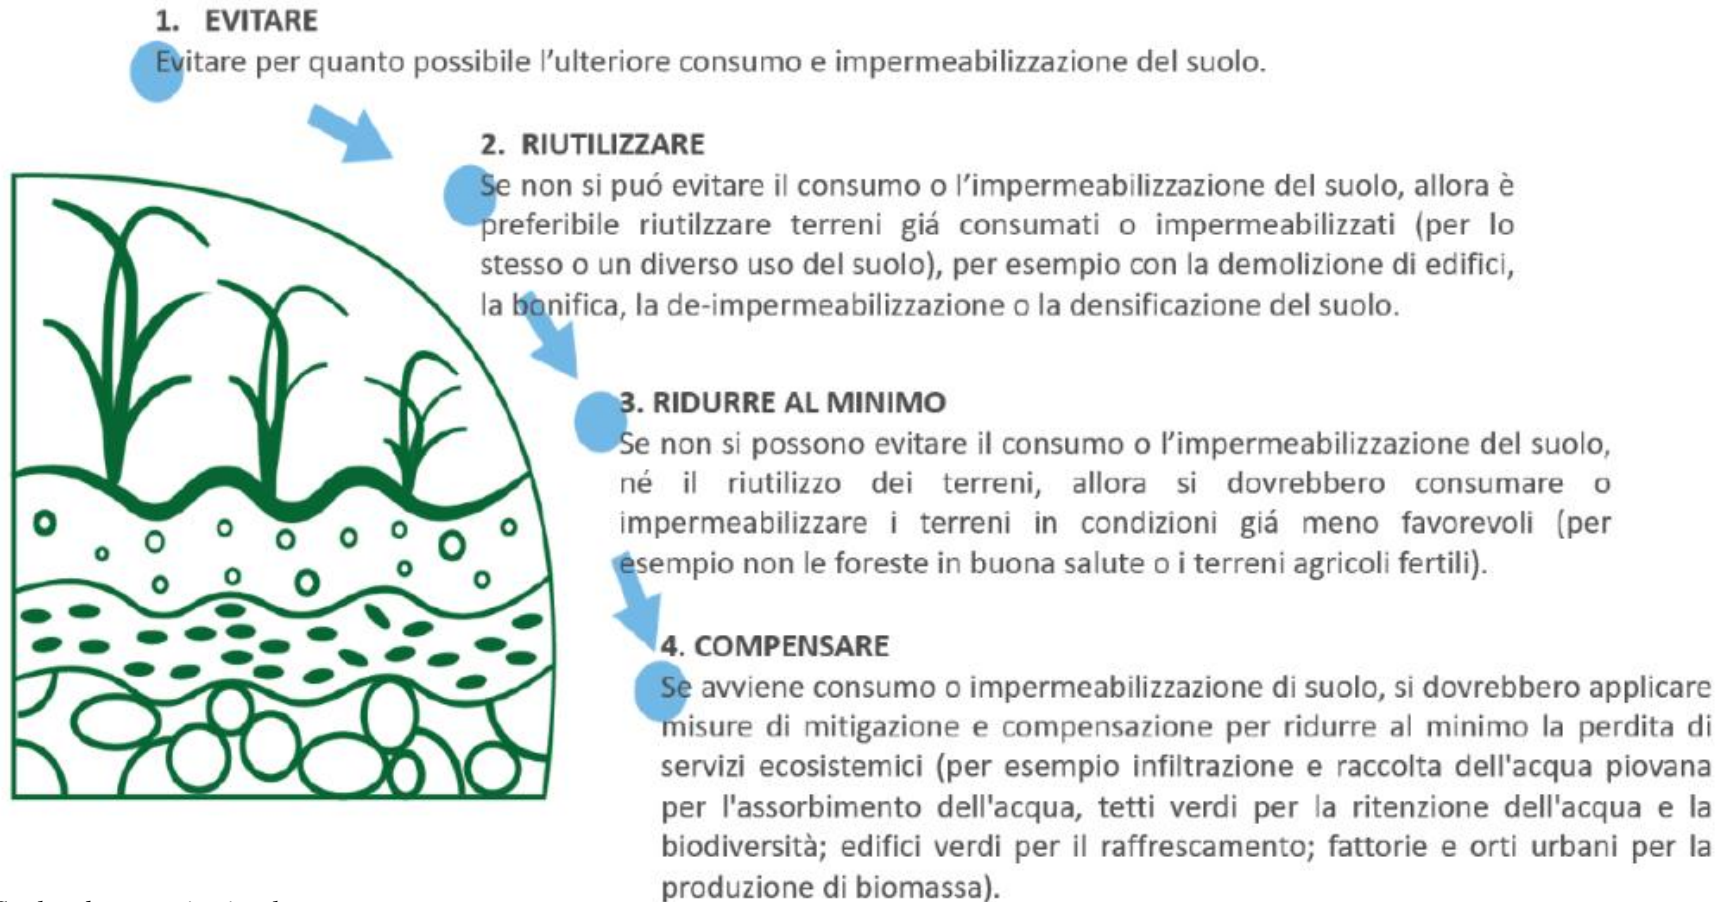 1. EVITARE
Evitare per quanto possibile l’ulteriore consumo e impermeabilizzazione del suolo.
2. RIUTILIZZARE
Se non si puó evitare il consumo o l’impermeabilizzazione del suolo, allora è
preferibile riutilzzare terreni giá consumati o impermeabilizzati (per lo
stesso o un diverso uso del suolo), per esempio con la demolizione di edifici,
la bonifica, la de-impermeabilizzazione o la densificazione del suolo.
3. RIDURRE AL MINIMO
Se non si possono evitare il consumo o l’impermeabilizzazione del suolo,
né il riutilizzo dei terreni, allora si dovrebbero consumare o
impermeabilizzare i terreni in condizioni giá meno favorevoli (per
esempio non le foreste in buona salute o i terreni agricoli fertili).
4. COMPENSARE
Se avviene consumo o impermeabilizzazione di suolo, si dovrebbero applicare
misure di mitigazione e compensazione per ridurre al minimo la perdita di
servizi ecosistemici (per esempio infiltrazione e raccolta dell'acqua piovana
per l'assorbimento dell'acqua, tetti verdi per la ritenzione dell'acqua e la
biodiversità; edifici verdi per il raffrescamento; fattorie e orti urbani per la
produzione di biomassa).